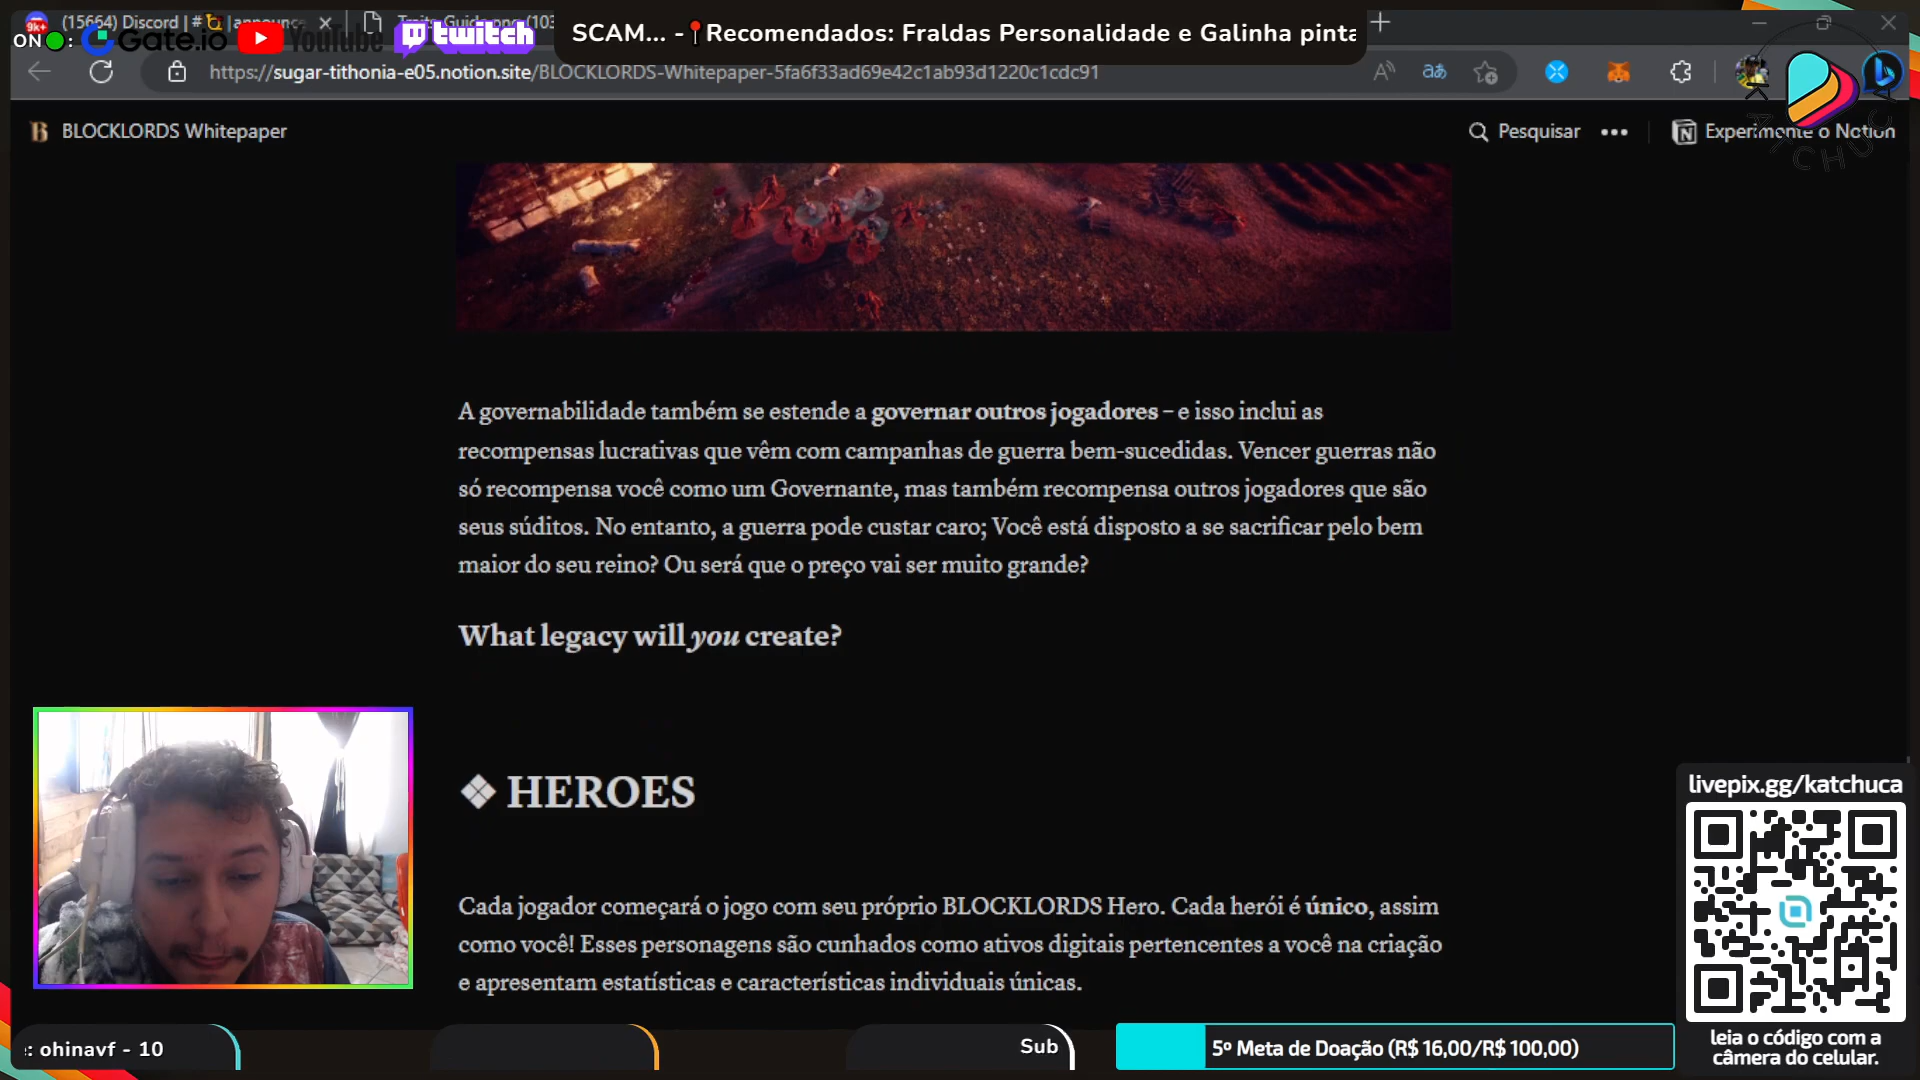 (15664) Discord | # | announce
Traits-Guide.png (103
SCAM... - Recomendados: Fraldas Personalidade e Galinha pinta
ON :
Gate.io
YouTube
twitch
https://sugar-tithonia-e05.notion.site/BLOCKLORDS-Whitepaper-5fa6f33ad69e42c1ab93d1220c1cdc91
BLOCKLORDS Whitepaper
Pesquisar
Experimente o Notion
A governabilidade também se estende a governar outros jogadores – e isso inclui as
recompensas lucrativas que vêm com campanhas de guerra bem-sucedidas. Vencer guerras não
só recompensa você como um Governante, mas também recompensa outros jogadores que são
seus súditos. No entanto, a guerra pode custar caro; Você está disposto a se sacrificar pelo bem
maior do seu reino? Ou será que o preço vai ser muito grande?
What legacy will you create?
❖ HEROES
Cada jogador começará o jogo com seu próprio BLOCKLORDS Hero. Cada herói é único, assim
como você! Esses personagens são cunhados como ativos digitais pertencentes a você na criação
e apresentam estatísticas e características individuais únicas.
livepix.gg/katchuca
leia o código com a
câmera do celular.
: ohinavf - 10
Sub
5º Meta de Doação (R$ 16,00/R$ 100,00)